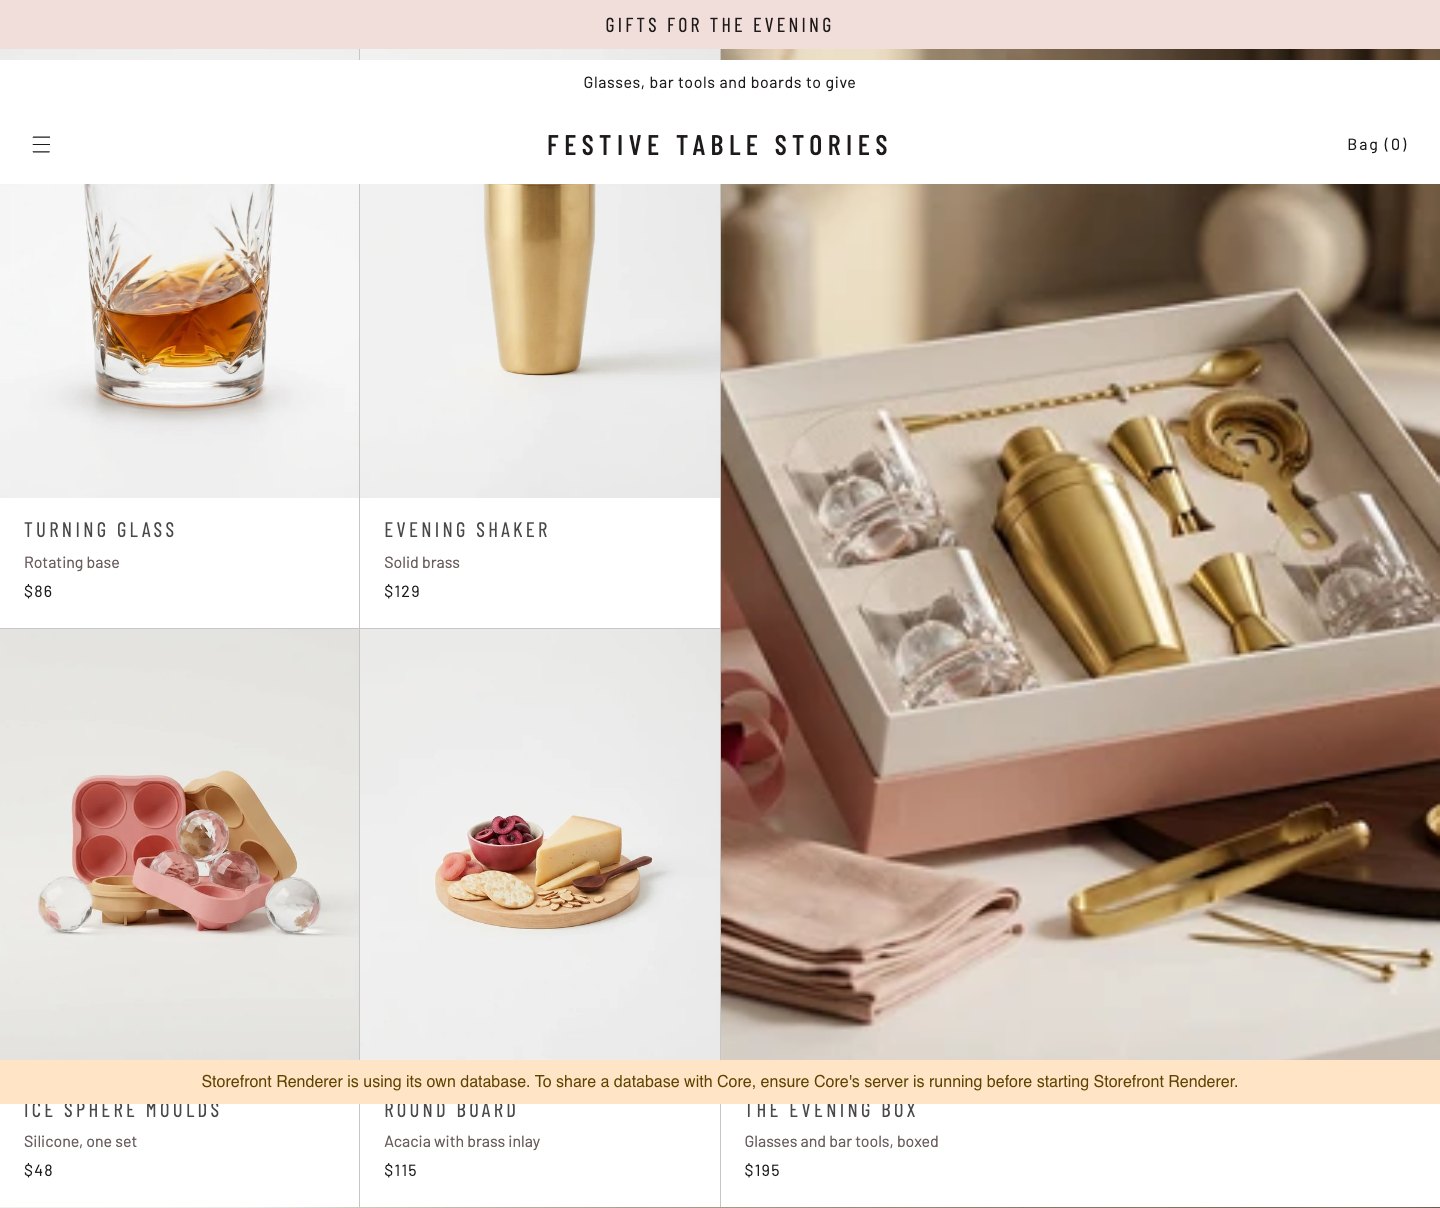 GIFTS FOR THE EVENING
Glasses, bar tools and boards to give
FESTIVE TABLE STORIES
Bag (0)
TURNING GLASS
Rotating base
$86
EVENING SHAKER
Solid brass
$129
Storefront Renderer is using its own database. To share a database with Core, ensure Core's server is running before starting Storefront Renderer.
ICE SPHERE MOULDS
Silicone, one set
$48
ROUND BOARD
Acacia with brass inlay
$115
THE EVENING BOX
Glasses and bar tools, boxed
$195